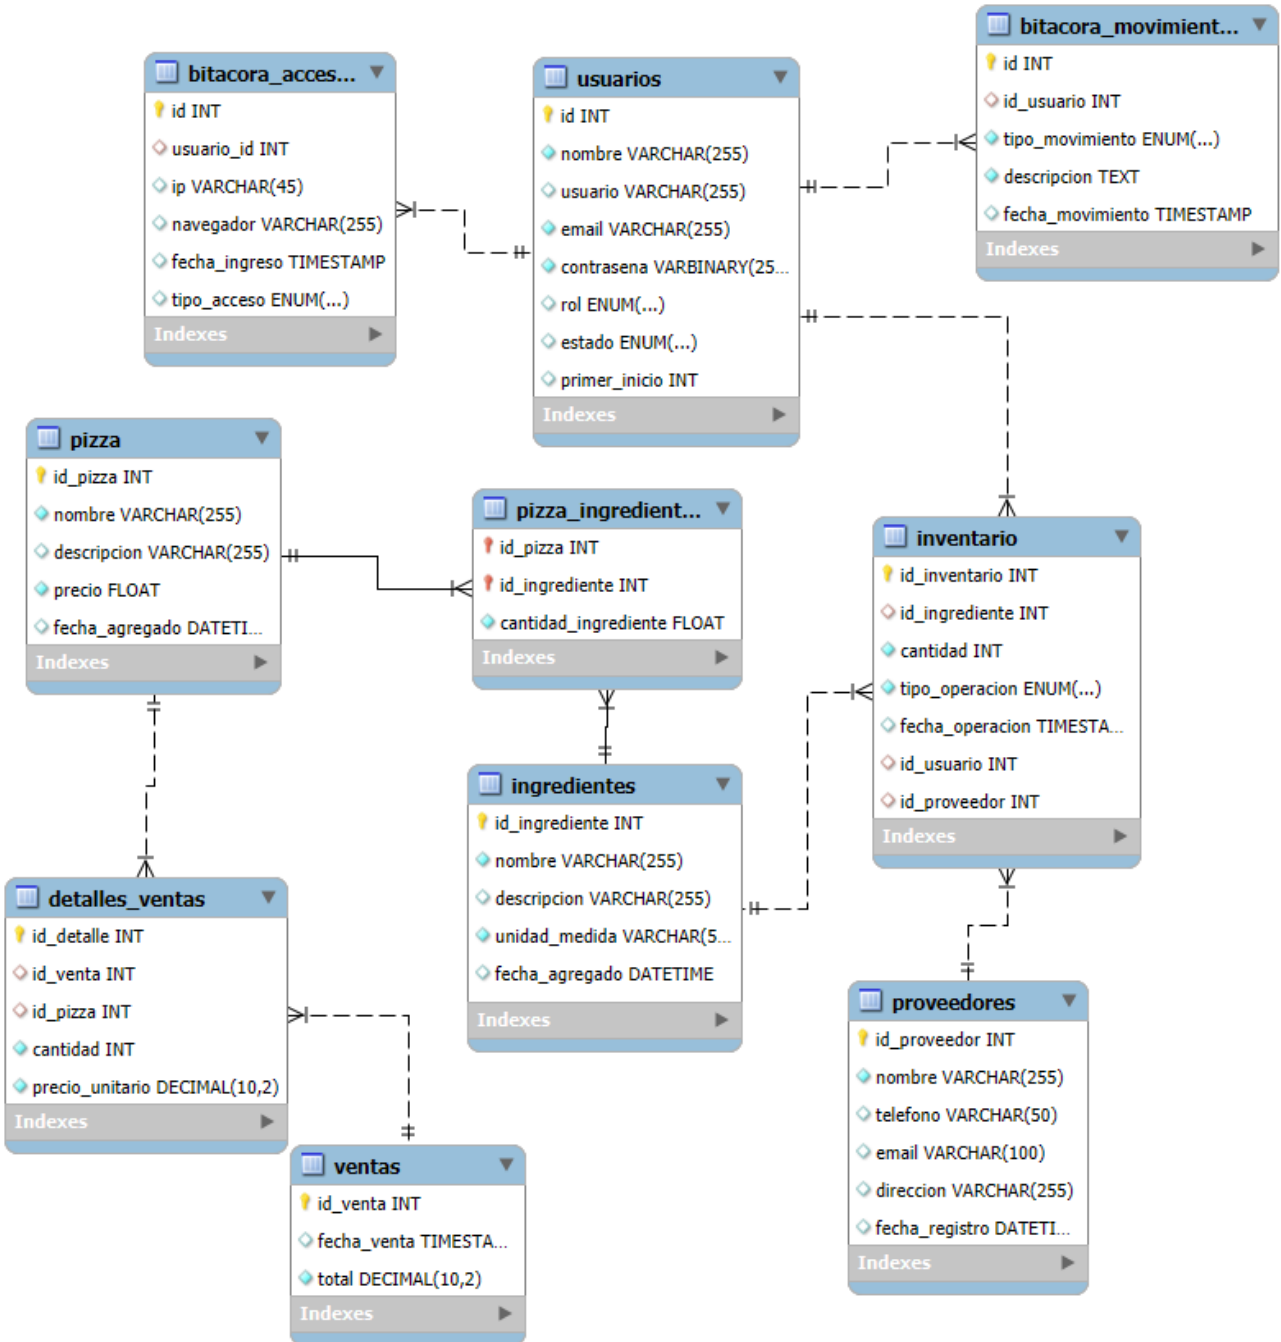 bitacora_acces...
id INT
usuario_id INT
ip VARCHAR(45)
navegador VARCHAR(255)
fecha_ingreso TIMESTAMP
tipo_acceso ENUM(...)
Indexes
usuarios
id INT
nombre VARCHAR(255)
usuario VARCHAR(255)
email VARCHAR(255)
contrasena VARBINARY(25...
rol ENUM(...)
estado ENUM(...)
primer_inicio INT
Indexes
bitacora_movimient...
id INT
id_usuario INT
tipo_movimiento ENUM(...)
descripcion TEXT
fecha_movimiento TIMESTAMP
Indexes
pizza
id_pizza INT
nombre VARCHAR(255)
descripcion VARCHAR(255)
precio FLOAT
fecha_agregado DATETI...
Indexes
pizza_ingredient...
id_pizza INT
id_ingrediente INT
cantidad_ingrediente FLOAT
Indexes
inventario
id_inventario INT
id_ingrediente INT
cantidad INT
tipo_operacion ENUM(...)
fecha_operacion TIMESTA...
id_usuario INT
id_proveedor INT
Indexes
ingredientes
id_ingrediente INT
nombre VARCHAR(255)
descripcion VARCHAR(255)
unidad_medida VARCHAR(5...
fecha_agregado DATETIME
Indexes
detalles_ventas
id_detalle INT
id_venta INT
id_pizza INT
cantidad INT
precio_unitario DECIMAL(10,2)
Indexes
proveedores
id_proveedor INT
nombre VARCHAR(255)
telefono VARCHAR(50)
email VARCHAR(100)
direccion VARCHAR(255)
fecha_registro DATETI...
Indexes
ventas
id_venta INT
fecha_venta TIMESTA...
total DECIMAL(10,2)
Indexes